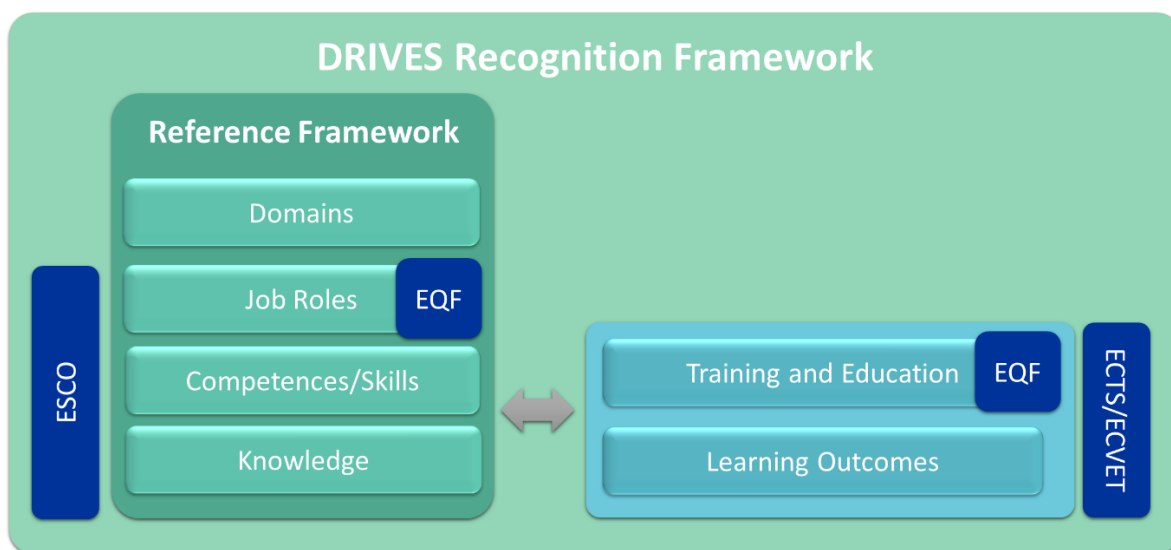 DRIVES Recognition Framework
Reference Framework
Domains
Job Roles
EQF
Competences/Skills
Knowledge
ESCO
Training and Education
EQF
Learning Outcomes
ECTS/ECVET